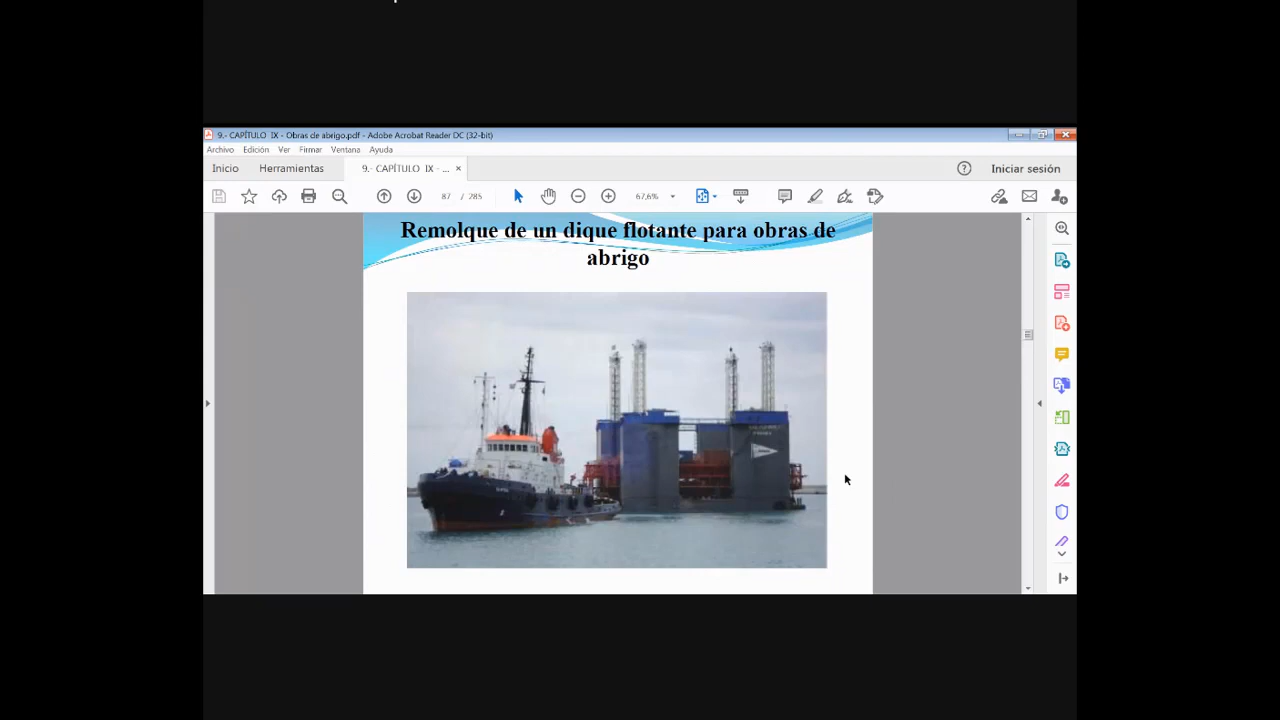 9.- CAPÍTULO IX - Obras de abrigo.pdf - Adobe Acrobat Reader DC (32-bit)
Archivo Edición Ver Firmar Ventana Ayuda
Inicio Herramientas 9.- CAPÍTULO IX - ... × Iniciar sesión
87 / 285 67,6%
Remolque de un dique flotante para obras de
abrigo